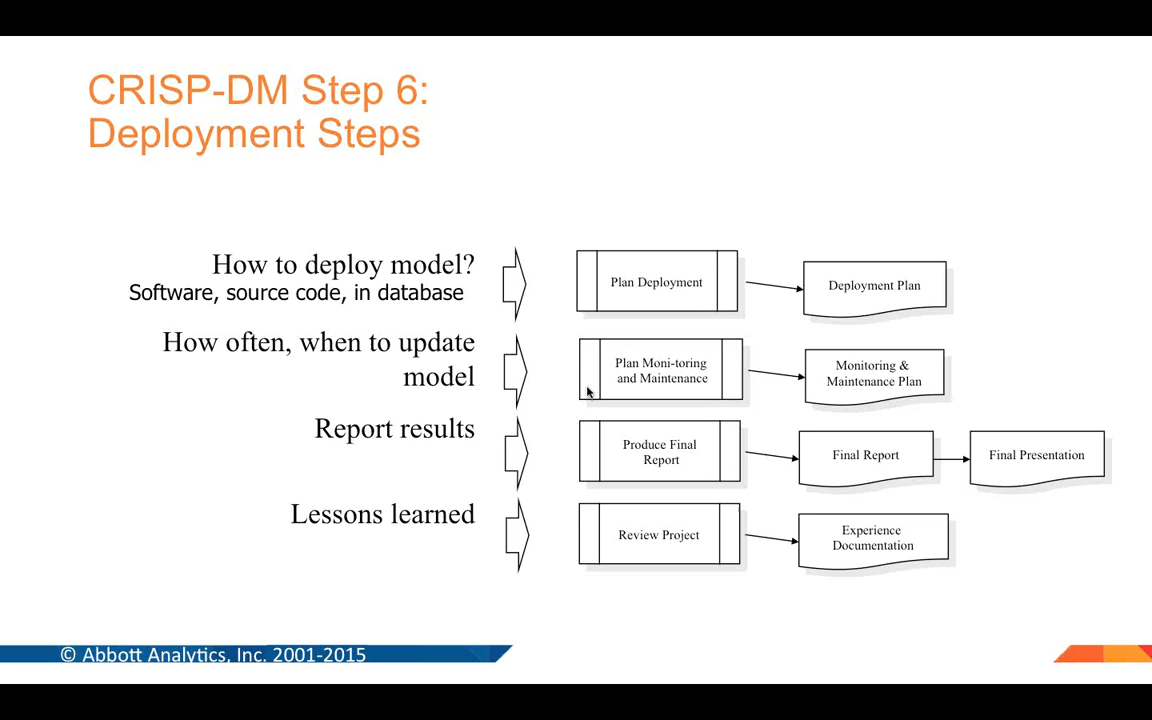 CRISP-DM Step 6:
Deployment Steps
How to deploy model?
Software, source code, in database
Plan Deployment
Deployment Plan
How often, when to update
model
Plan Moni-toring
and Maintenance
Monitoring &
Maintenance Plan
Report results
Produce Final
Report
Final Report
Final Presentation
Lessons learned
Review Project
Experience
Documentation
© Abbott Analytics, Inc. 2001-2015